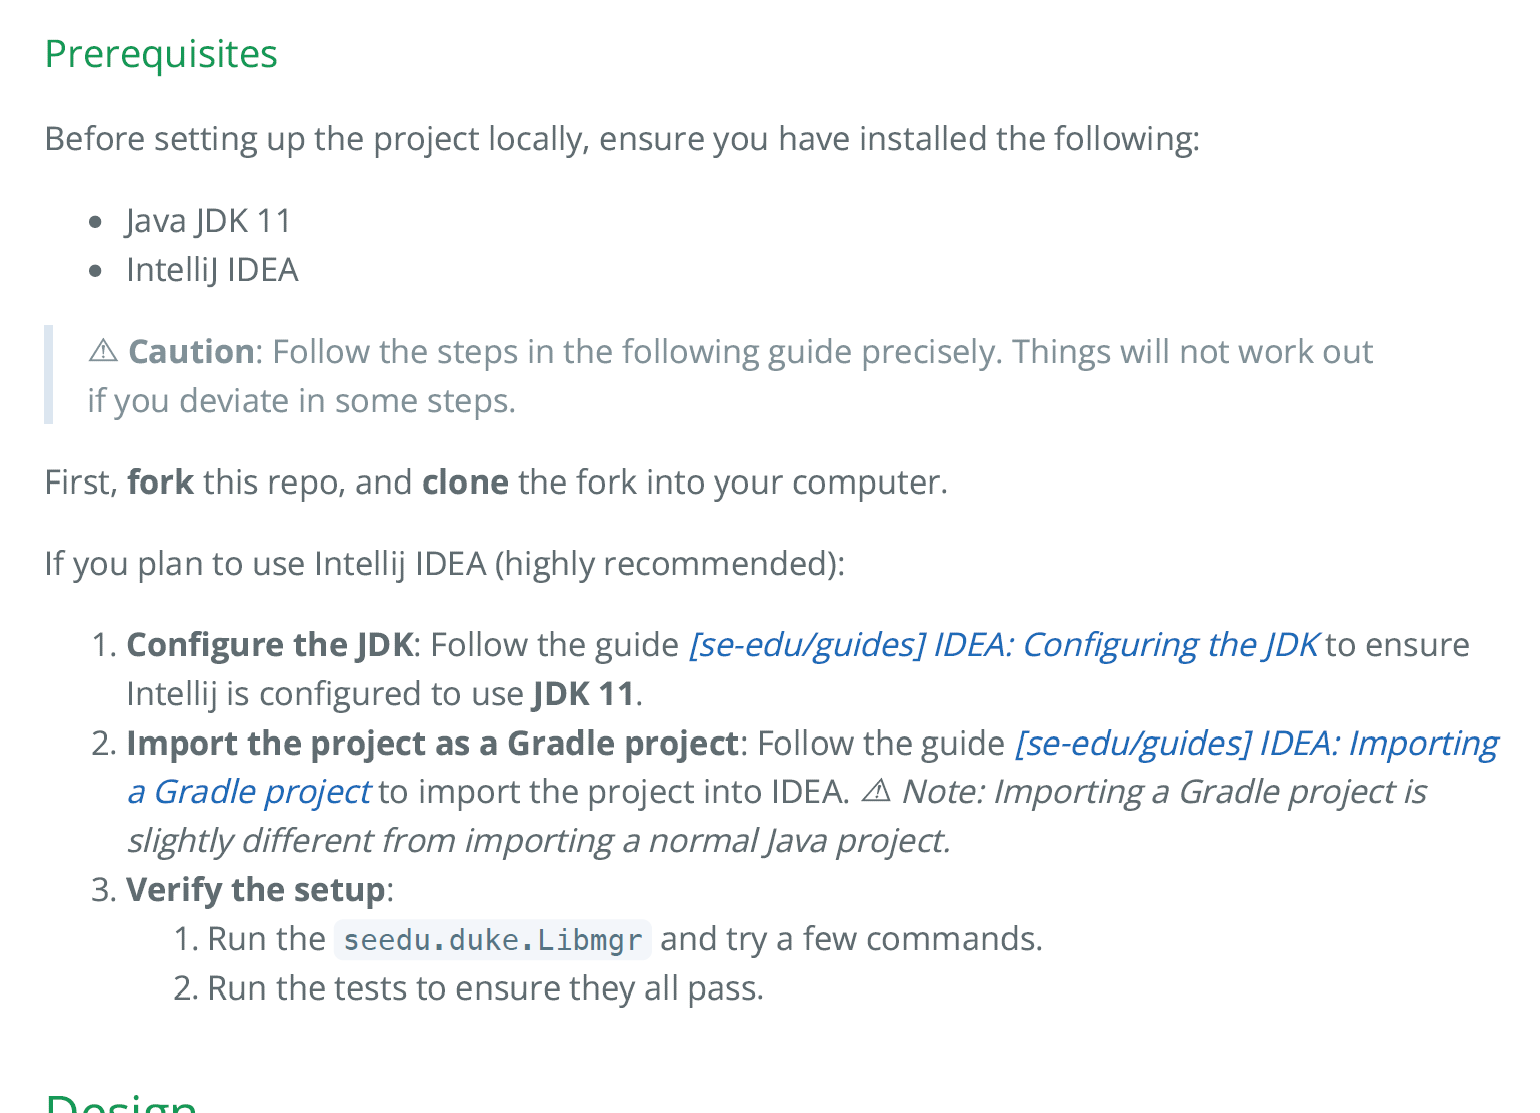 Prerequisites
Before setting up the project locally, ensure you have installed the following:
• Java JDK 11
• IntelliJ IDEA
⚠ Caution: Follow the steps in the following guide precisely. Things will not work out
if you deviate in some steps.
First, fork this repo, and clone the fork into your computer.
If you plan to use Intellij IDEA (highly recommended):
1. Configure the JDK: Follow the guide [se-edu/guides] IDEA: Configuring the JDK to ensure
Intellij is configured to use JDK 11.
2. Import the project as a Gradle project: Follow the guide [se-edu/guides] IDEA: Importing
a Gradle project to import the project into IDEA. ⚠ Note: Importing a Gradle project is
slightly different from importing a normal Java project.
3. Verify the setup:
1. Run the seedu.duke.Libmgr and try a few commands.
2. Run the tests to ensure they all pass.
Design